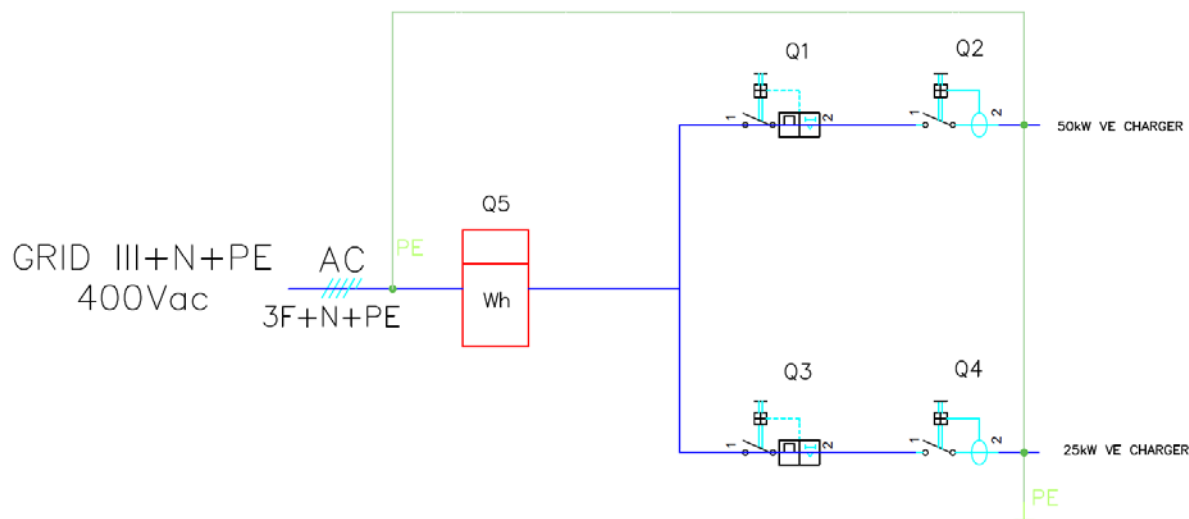 Q1
Q2
1
2
1
2
50kW VE CHARGER
Q5
PE
GRID III+N+PE
400Vac
AC
3F+N+PE
Wh
Q3
Q4
1
2
1
2
25kW VE CHARGER
PE